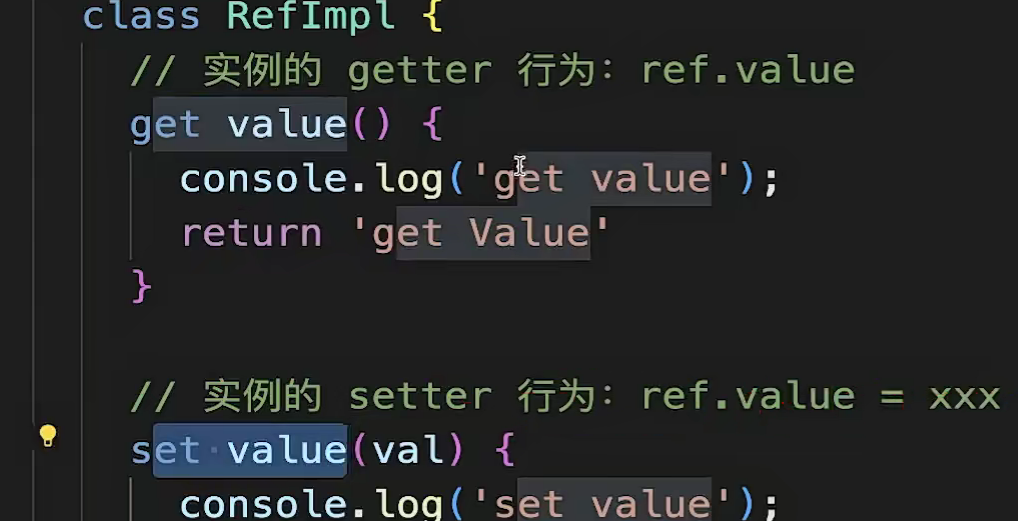 class RefImpl {
// 实例的 getter 行为：ref.value
get value() {
console.log('get value');
return 'get Value'
}
// 实例的 setter 行为：ref.value = xxx
set value(val) {
console.log('set value');